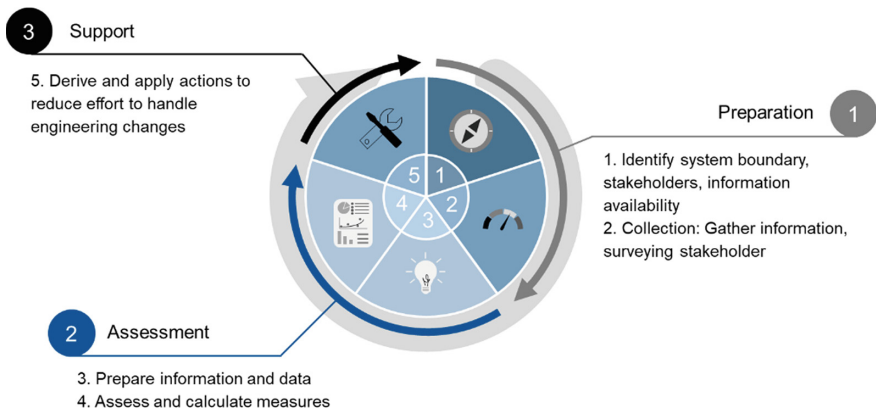 3 Support
5. Derive and apply actions to
reduce effort to handle
engineering changes
Preparation 1
1. Identify system boundary,
stakeholders, information
availability
2. Collection: Gather information,
surveying stakeholder
5 1
4 2
3
2 Assessment
3. Prepare information and data
4. Assess and calculate measures